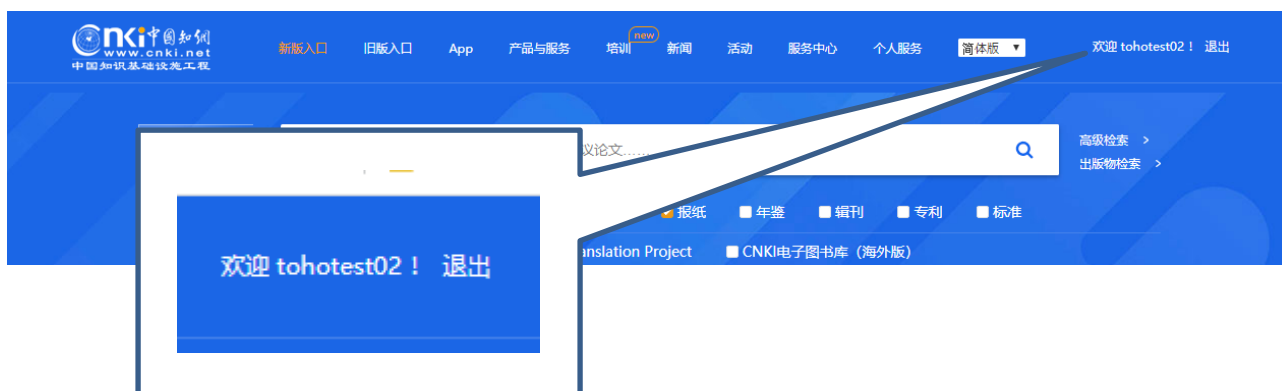 cnki中国知网
www.cnki.net
中国知识基础设施工程
新版入口 旧版入口 App 产品与服务 培训 new 新闻 活动 服务中心 个人服务 简体版 ▼ 欢迎 tohotest02！ 退出
议论文…… 高级检索 >
出版物检索 >
报纸 年鉴 辑刊 专利 标准
anslation Project CNKI电子图书库（海外版）
欢迎 tohotest02！ 退出